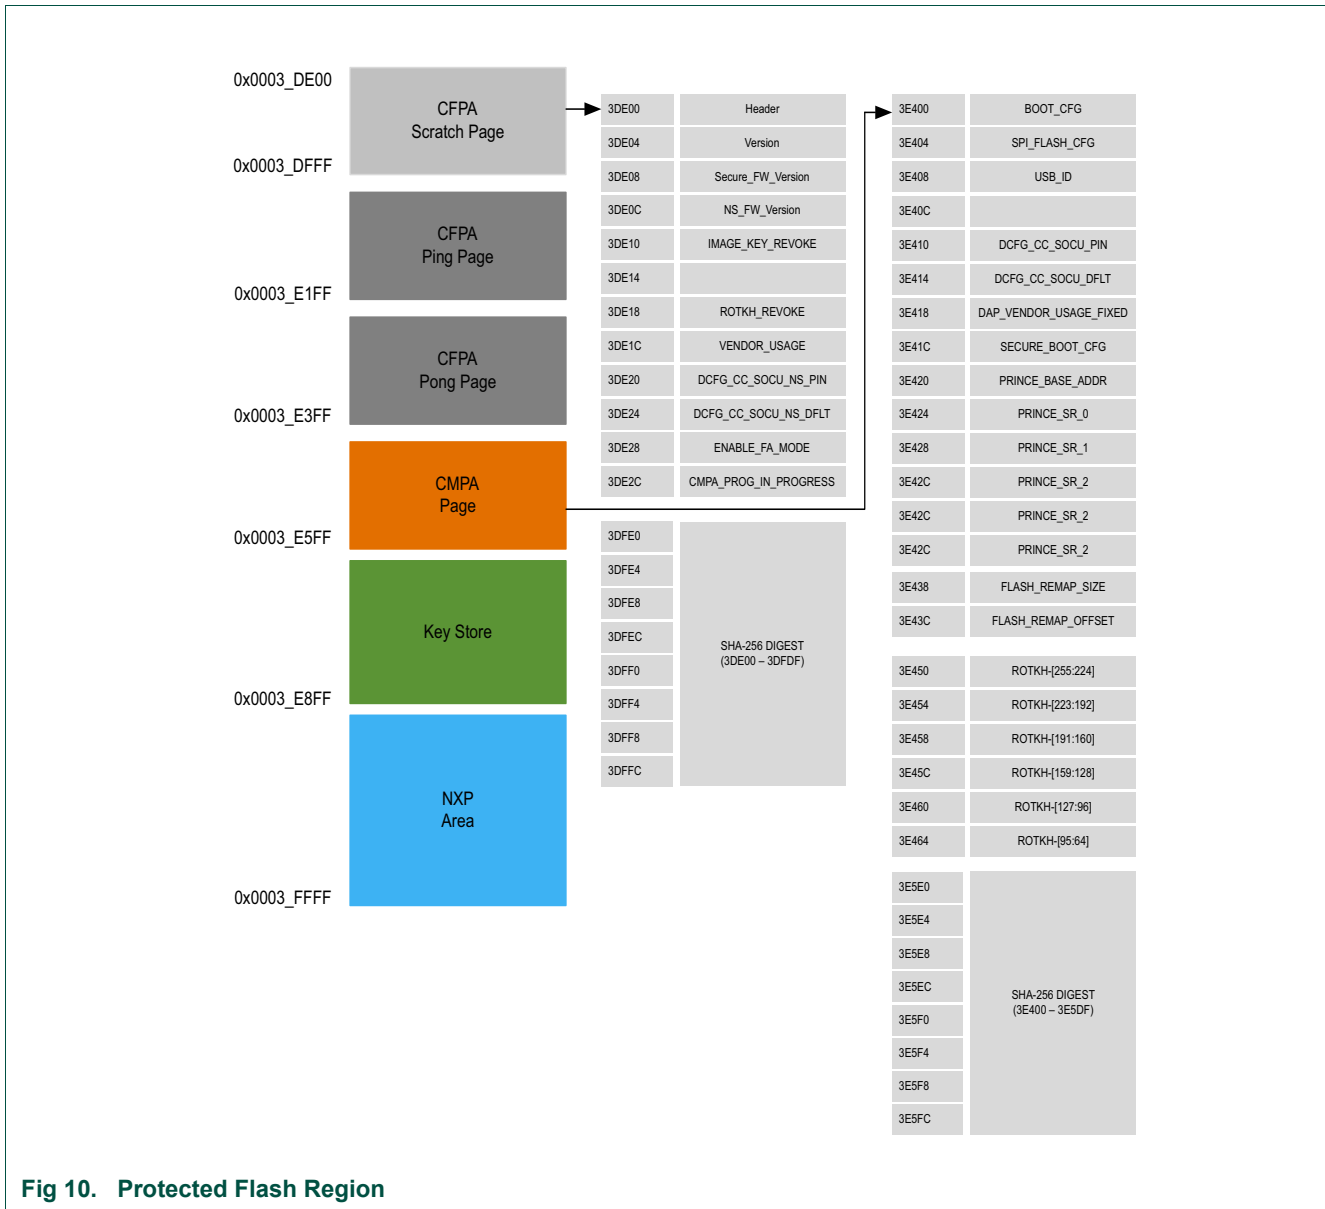 0x0003_DE00
CFPA
Scratch Page
0x0003_DFFF
CFPA
Ping Page
0x0003_E1FF
CFPA
Pong Page
0x0003_E3FF
CMPA
Page
0x0003_E5FF
Key Store
0x0003_E8FF
NXP
Area
0x0003_FFFF
3DE00 Header
3DE04 Version
3DE08 Secure_FW_Version
3DE0C NS_FW_Version
3DE10 IMAGE_KEY_REVOKE
3DE14
3DE18 ROTKH_REVOKE
3DE1C VENDOR_USAGE
3DE20 DCFG_CC_SOCU_NS_PIN
3DE24 DCFG_CC_SOCU_NS_DFLT
3DE28 ENABLE_FA_MODE
3DE2C CMPA_PROG_IN_PROGRESS
3DFE0
3DFE4
3DFE8
3DFEC
3DFF0
3DFF4
3DFF8
3DFFC
SHA-256 DIGEST
(3DE00 – 3DFDF)
3E400 BOOT_CFG
3E404 SPI_FLASH_CFG
3E408 USB_ID
3E40C
3E410 DCFG_CC_SOCU_PIN
3E414 DCFG_CC_SOCU_DFLT
3E418 DAP_VENDOR_USAGE_FIXED
3E41C SECURE_BOOT_CFG
3E420 PRINCE_BASE_ADDR
3E424 PRINCE_SR_0
3E428 PRINCE_SR_1
3E42C PRINCE_SR_2
3E42C PRINCE_SR_2
3E42C PRINCE_SR_2
3E438 FLASH_REMAP_SIZE
3E43C FLASH_REMAP_OFFSET
3E450 ROTKH-[255:224]
3E454 ROTKH-[223:192]
3E458 ROTKH-[191:160]
3E45C ROTKH-[159:128]
3E460 ROTKH-[127:96]
3E464 ROTKH-[95:64]
3E5E0
3E5E4
3E5E8
3E5EC
3E5F0
3E5F4
3E5F8
3E5FC
SHA-256 DIGEST
(3E400 – 3E5DF)
Fig 10. Protected Flash Region